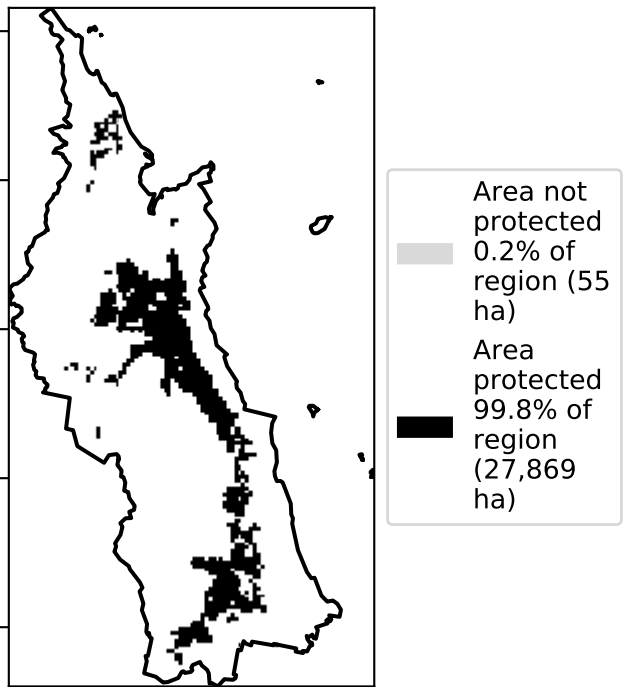 Area not
protected
0.2% of
region (55
ha)
Area
protected
99.8% of
region
(27,869
ha)